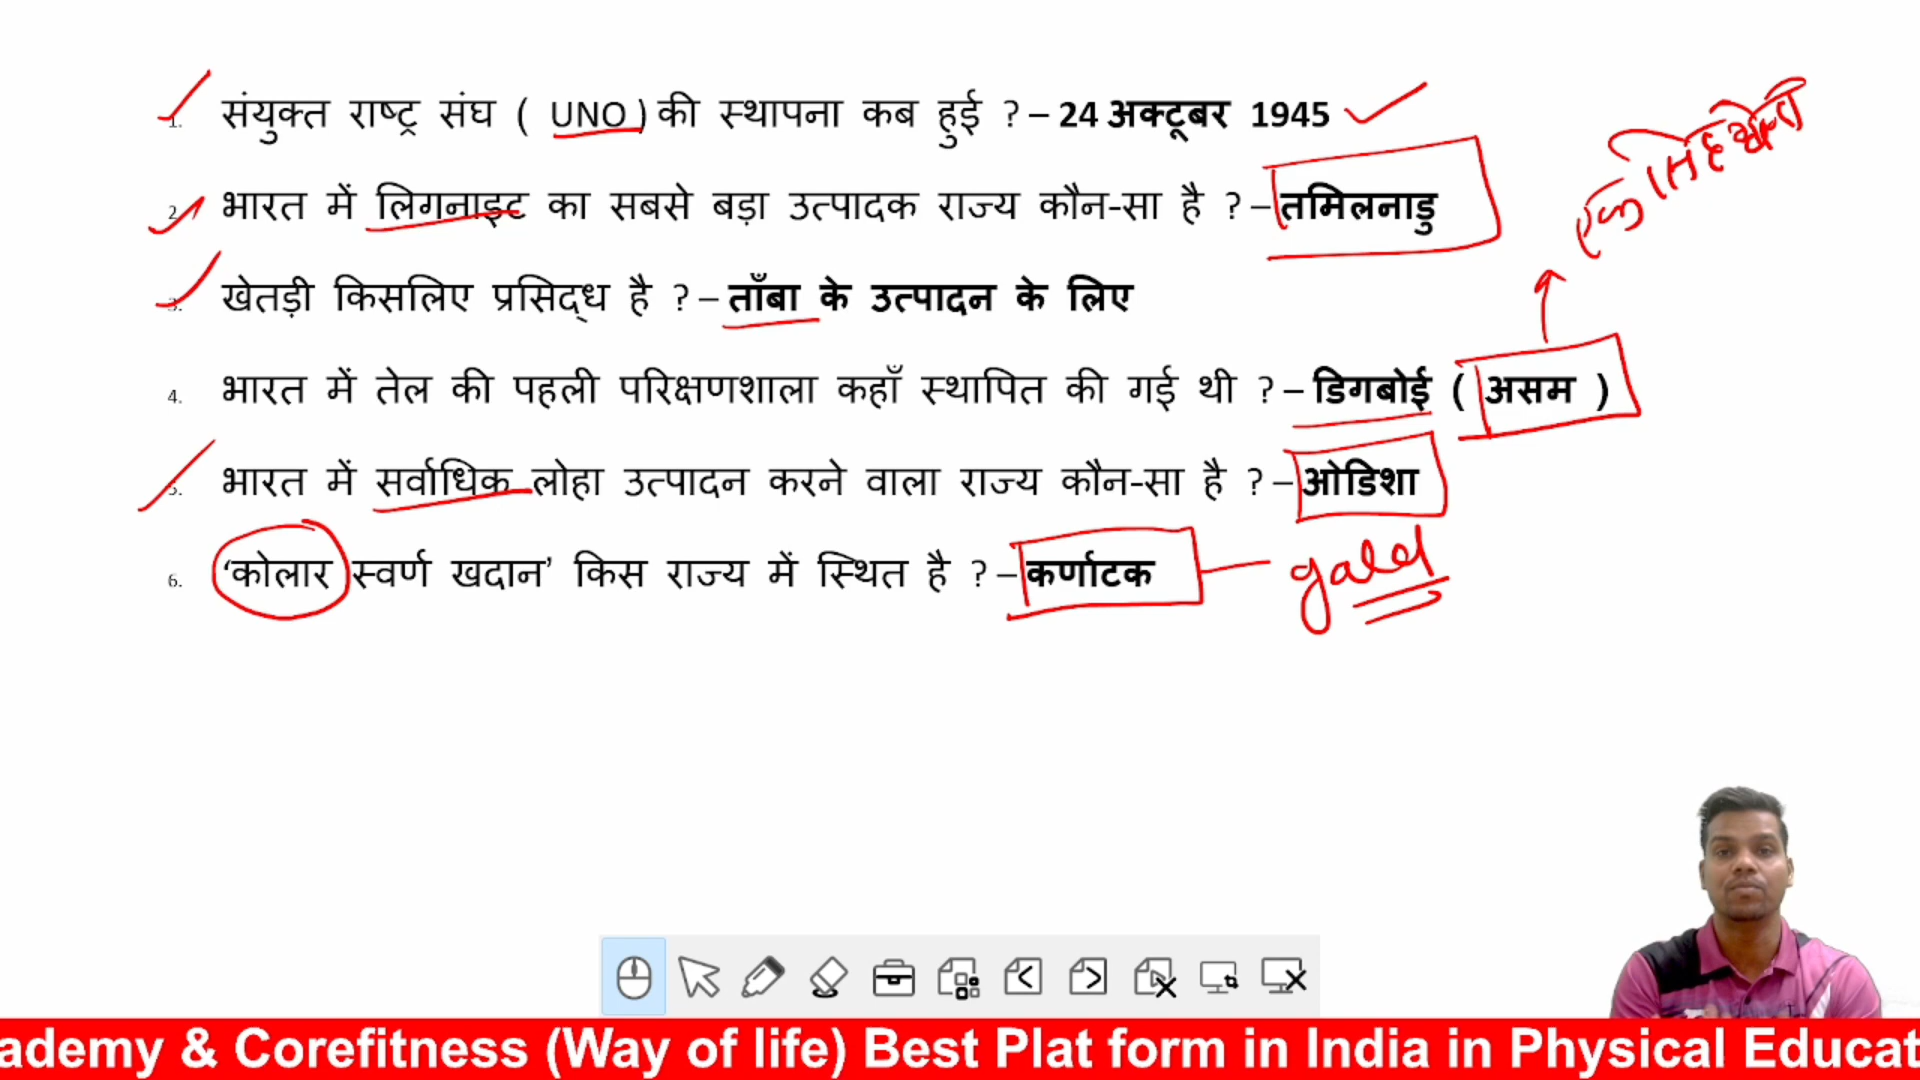 1. संयुक्त राष्ट्र संघ ( UNO ) की स्थापना कब हुई ? – 24 अक्टूबर 1945
2. भारत में लिगनाइट का सबसे बड़ा उत्पादक राज्य कौन-सा है ? – तमिलनाडु
3. खेतड़ी किसलिए प्रसिद्ध है ? – ताँबा के उत्पादन के लिए
4. भारत में तेल की पहली परिक्षणशाला कहाँ स्थापित की गई थी ? – डिगबोई ( असम )
5. भारत में सर्वाधिक लोहा उत्पादन करने वाला राज्य कौन-सा है ? – ओडिशा
6. ‘कोलार स्वर्ण खदान’ किस राज्य में स्थित है ? – कर्णाटक
ademy & Corefitness (Way of life) Best Plat form in India in Physical Educat